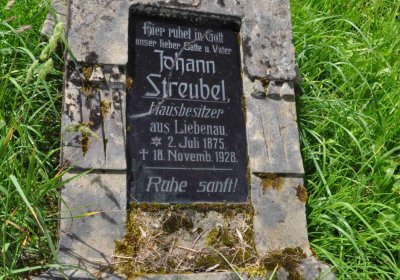 Hier ruhet in Gott
unser lieber Gatte u. Vater
Johann
Streubel,
Hausbesitzer
aus Liebenau,
✶ 2. Juli 1875,
✝ 18. Novemb. 1928.
Ruhe sanft!